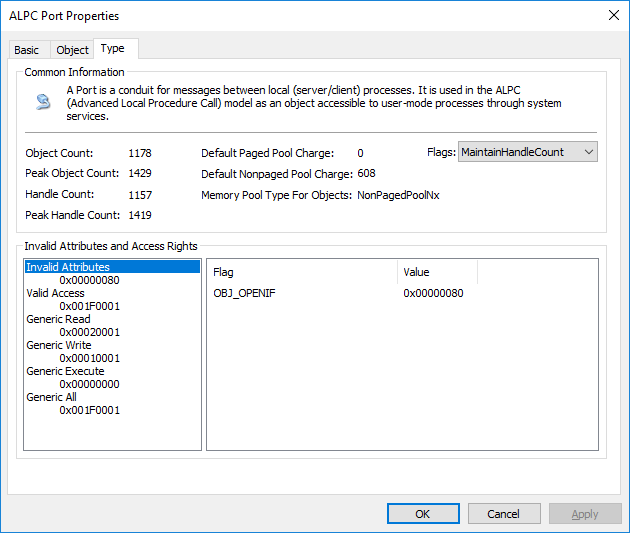 ALPC Port Properties
Basic Object Type
Common Information
A Port is a conduit for messages between local (server/client) processes. It is used in the ALPC
(Advanced Local Procedure Call) model as an object accessible to user-mode processes through system
services.
Object Count: 1178 Default Paged Pool Charge: 0 Flags: MaintainHandleCount
Peak Object Count: 1429 Default Nonpaged Pool Charge: 608
Handle Count: 1157 Memory Pool Type For Objects: NonPagedPoolNx
Peak Handle Count: 1419
Invalid Attributes and Access Rights
Invalid Attributes
0x00000080
Valid Access
0x001F0001
Generic Read
0x00020001
Generic Write
0x00010001
Generic Execute
0x00000000
Generic All
0x001F0001
Flag Value
OBJ_OPENIF 0x00000080
OK Cancel Apply